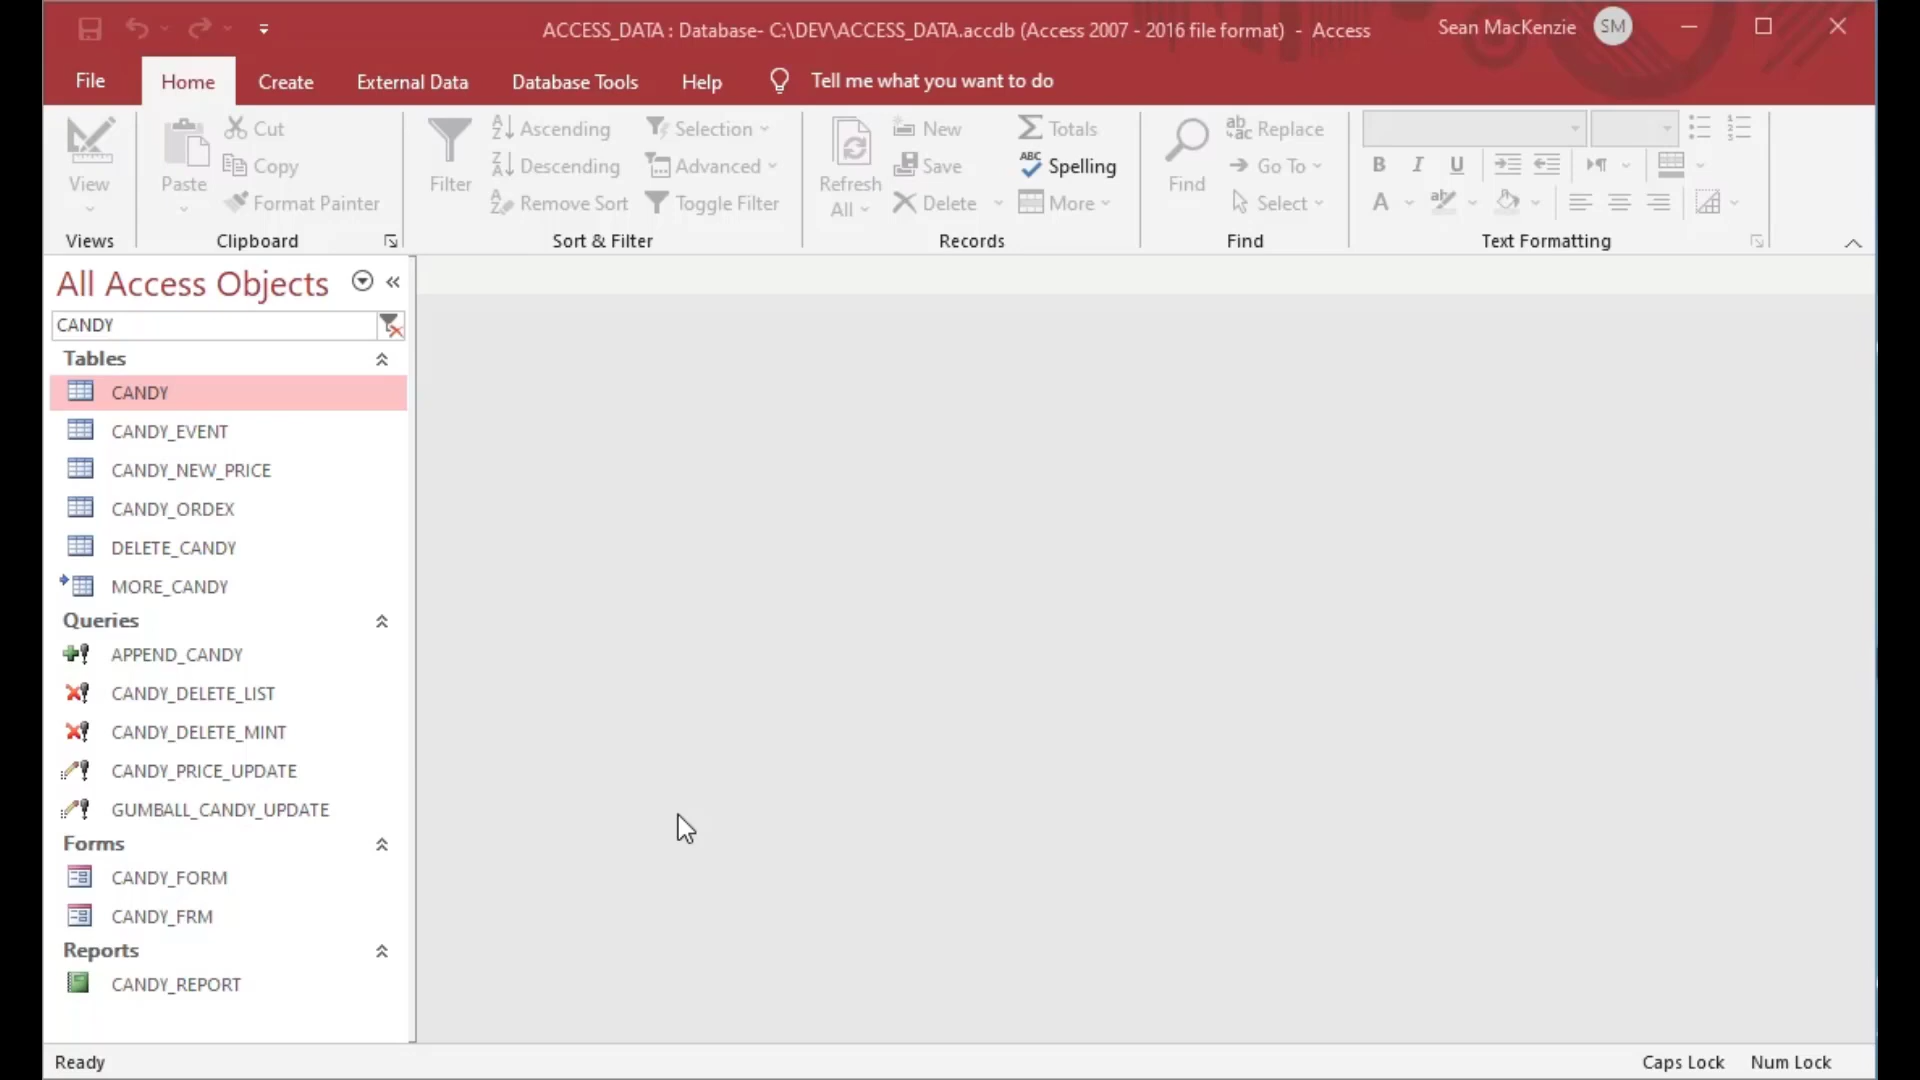 ACCESS_DATA : Database- C:\DEV\ACCESS_DATA.accdb (Access 2007 - 2016 file format) - Access
Sean MacKenzie SM
File Home Create External Data Database Tools Help Tell me what you want to do
View
Views
Paste
Cut
Copy
Format Painter
Clipboard
Filter
Ascending
Descending
Remove Sort
Selection
Advanced
Toggle Filter
Sort & Filter
Refresh
All
New
Save
Delete
Totals
Spelling
More
Records
Find
Replace
Go To
Select
Find
B I U
A
Text Formatting
All Access Objects
CANDY
Tables
CANDY
CANDY_EVENT
CANDY_NEW_PRICE
CANDY_ORDEX
DELETE_CANDY
MORE_CANDY
Queries
APPEND_CANDY
CANDY_DELETE_LIST
CANDY_DELETE_MINT
CANDY_PRICE_UPDATE
GUMBALL_CANDY_UPDATE
Forms
CANDY_FORM
CANDY_FRM
Reports
CANDY_REPORT
Ready
Caps Lock Num Lock